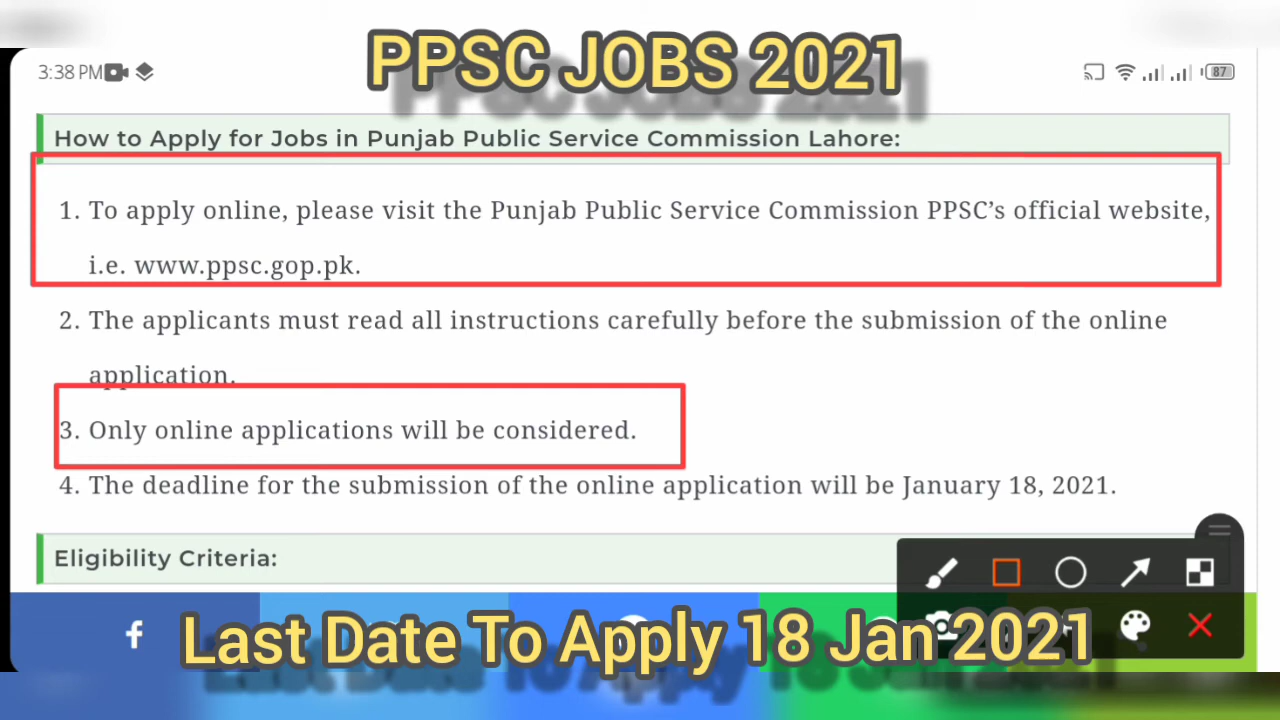 PPSC JOBS 2021
3:38 PM
87
How to Apply for Jobs in Punjab Public Service Commission Lahore:
1. To apply online, please visit the Punjab Public Service Commission PPSC’s official website,
i.e. www.ppsc.gop.pk.
2. The applicants must read all instructions carefully before the submission of the online
application.
3. Only online applications will be considered.
4. The deadline for the submission of the online application will be January 18, 2021.
Eligibility Criteria:
f
Last Date To Apply 18 Jan 2021